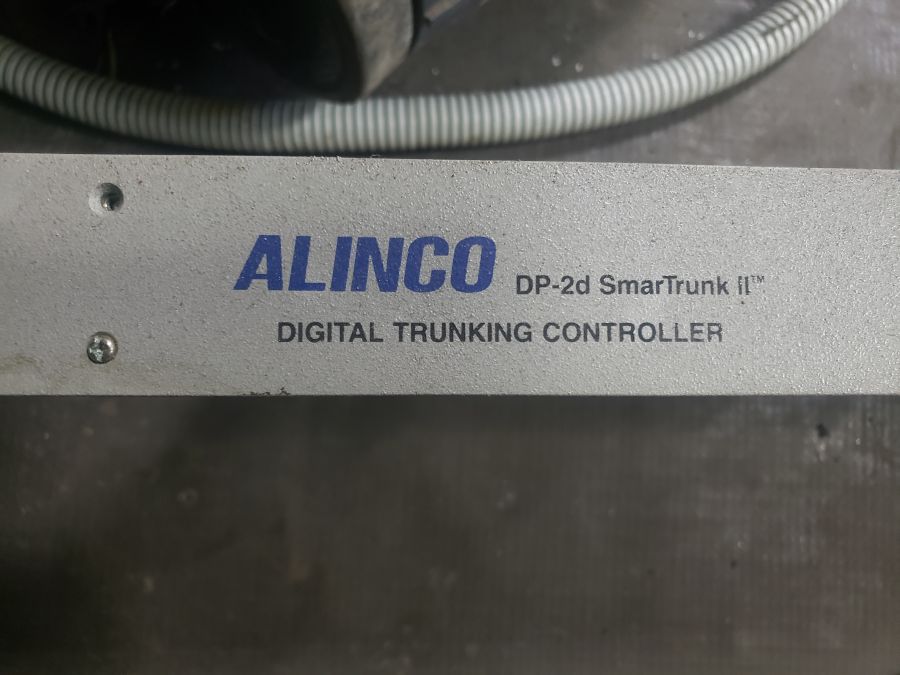 ALINCO DP-2d SmarTrunk II™
DIGITAL TRUNKING CONTROLLER